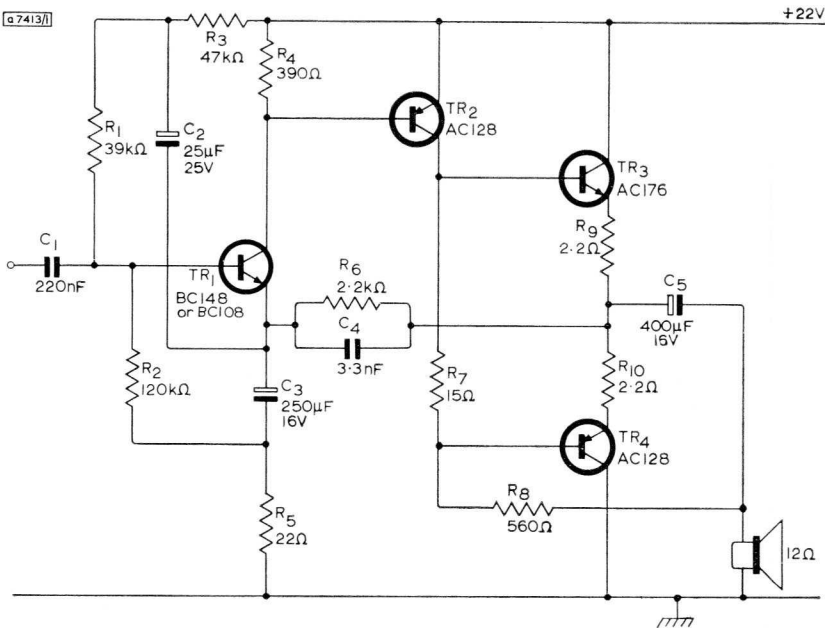 a7413/1
+22V
R3
47kΩ
R4
390Ω
R1
39kΩ
C2
25µF
25V
TR2
AC128
TR3
AC176
C1
220nF
TR1
BC148
or BC108
R6
2·2kΩ
C4
3·3nF
R9
2·2Ω
C5
400µF
16V
R2
120kΩ
C3
250µF
16V
R7
15Ω
R10
2·2Ω
TR4
AC128
R5
22Ω
R8
560Ω
12Ω